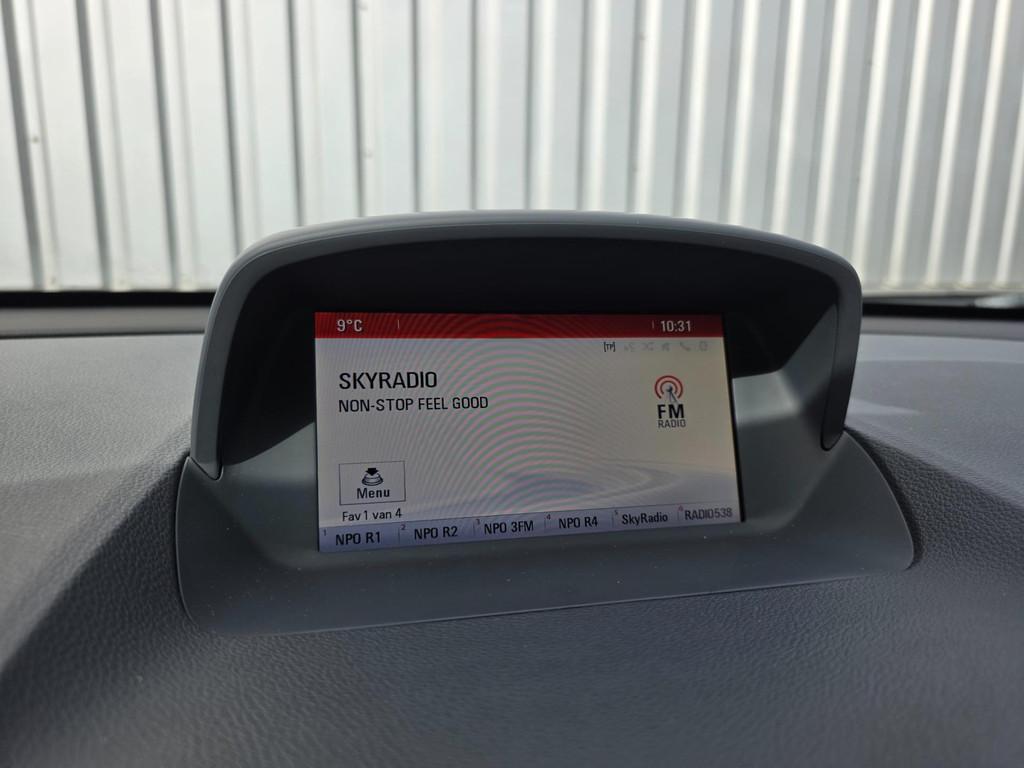 9°C 10:31
[TP]
SKYRADIO
NON-STOP FEEL GOOD
FM
RADIO
Menu
Fav 1 van 4
1 NPO R1 2 NPO R2 3 NPO 3FM 4 NPO R4 5 SkyRadio 6 RADIO538